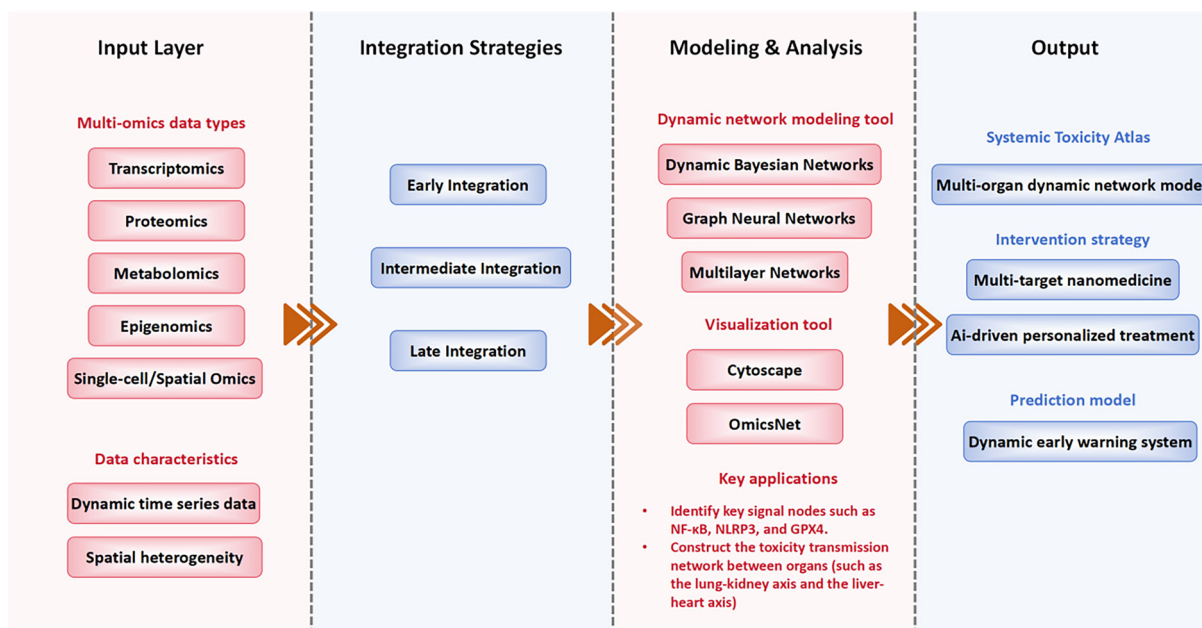 Input Layer
Multi-omics data types
Transcriptomics
Proteomics
Metabolomics
Epigenomics
Single-cell/Spatial Omics
Data characteristics
Dynamic time series data
Spatial heterogeneity
Integration Strategies
Early Integration
Intermediate Integration
Late Integration
Modeling & Analysis
Dynamic network modeling tool
Dynamic Bayesian Networks
Graph Neural Networks
Multilayer Networks
Visualization tool
Cytoscape
OmicsNet
Key applications
• Identify key signal nodes such as
NF-κB, NLRP3, and GPX4.
• Construct the toxicity transmission
network between organs (such as
the lung-kidney axis and the liver-
heart axis)
Output
Systemic Toxicity Atlas
Multi-organ dynamic network mode
Intervention strategy
Multi-target nanomedicine
Ai-driven personalized treatment
Prediction model
Dynamic early warning system